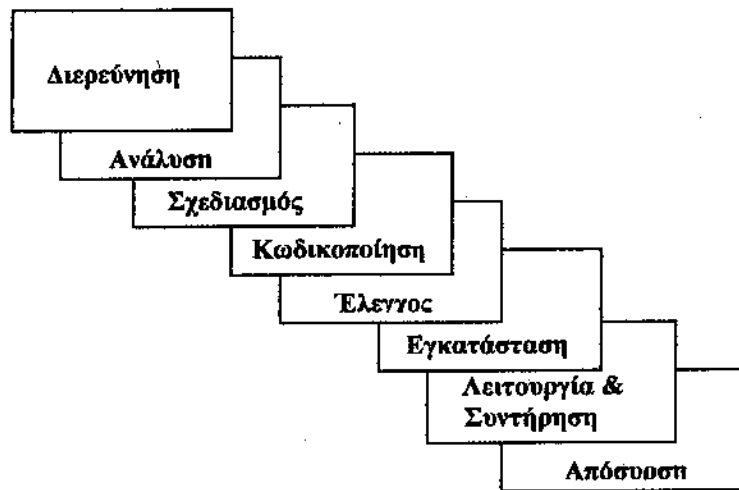 Διερεύνηση
Ανάλυση
Σχεδιασμός
Κωδικοποίηση
Έλεγχος
Εγκατάσταση
Λειτουργία &
Συντήρηση
Απόσυρση